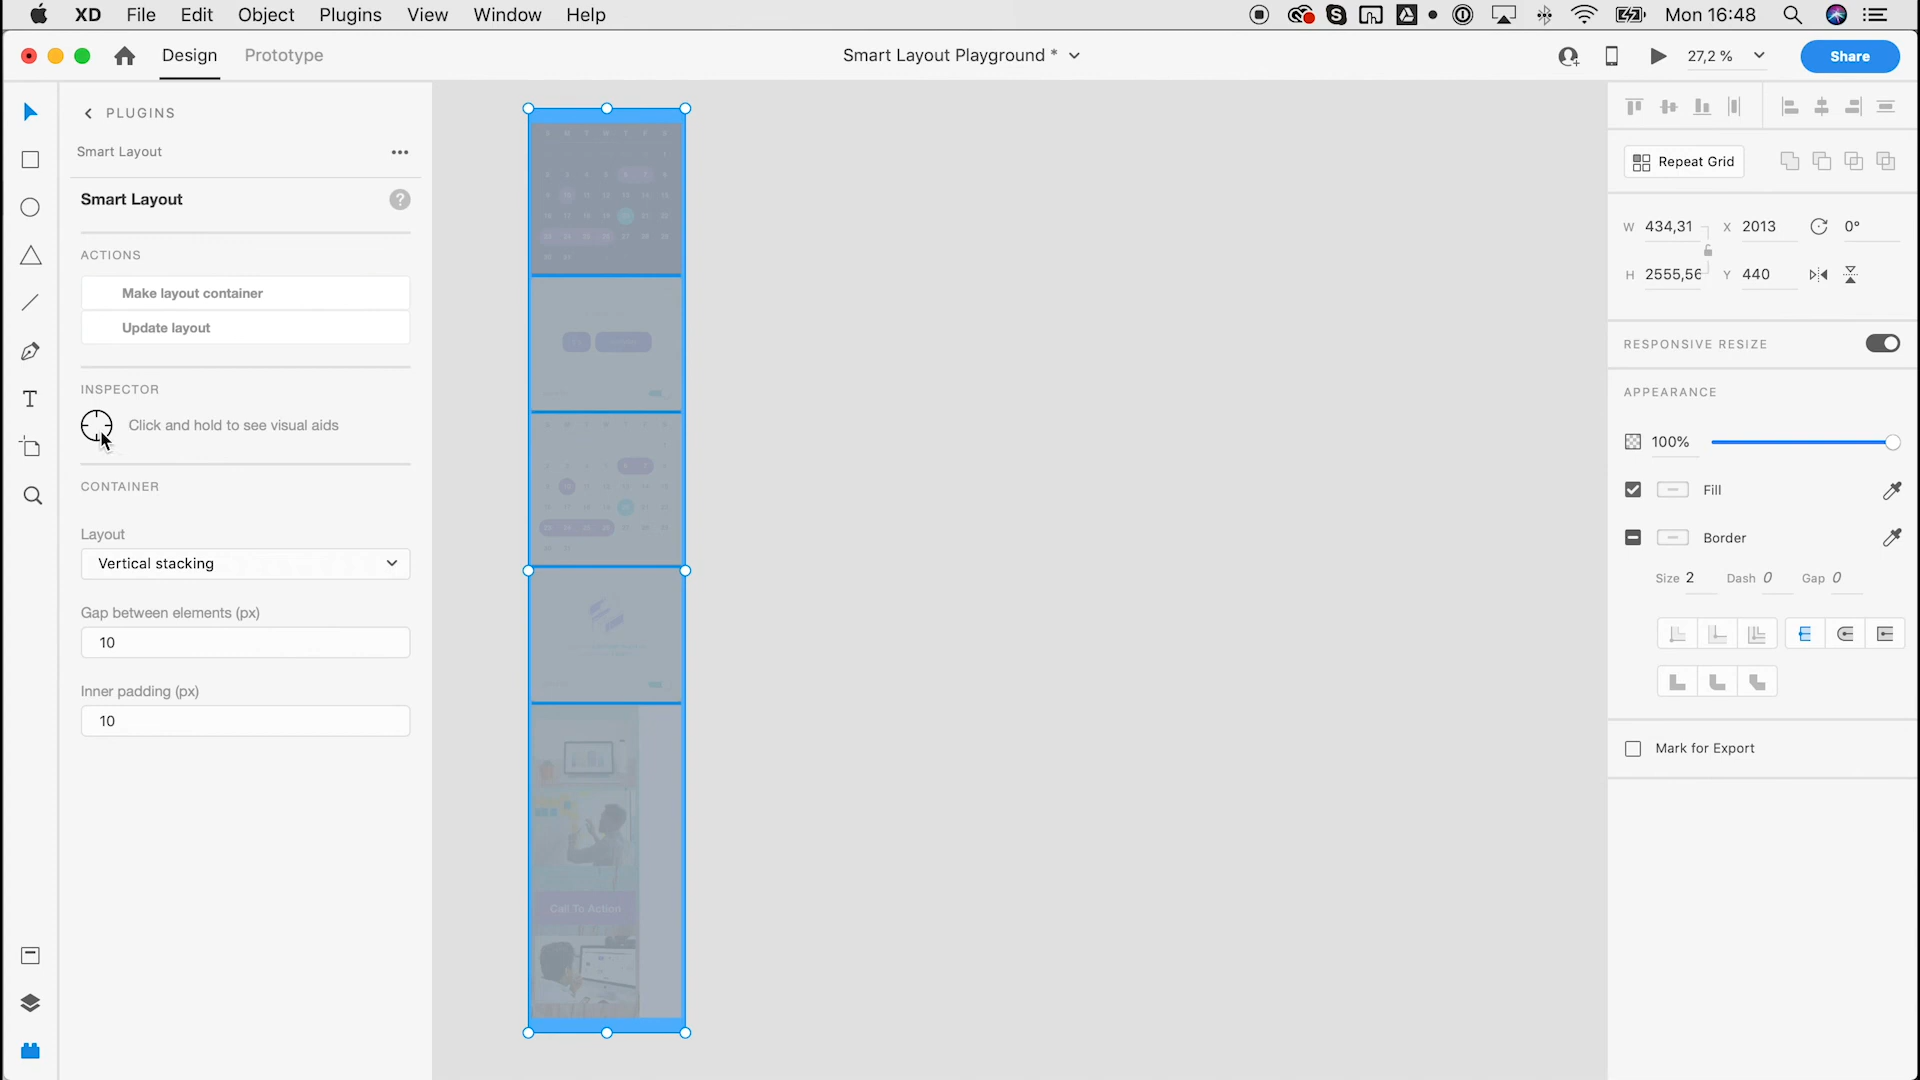 XD File Edit Object Plugins View Window Help Mon 16:48
Design Prototype Smart Layout Playground * 27,2 % Share
PLUGINS
Smart Layout
Smart Layout ?
ACTIONS
Make layout container
Update layout
INSPECTOR
Click and hold to see visual aids
CONTAINER
Layout
Vertical stacking
Gap between elements (px)
10
Inner padding (px)
10
Call To Action
Repeat Grid
W 434,31 X 2013 0°
H 2555,56 Y 440
RESPONSIVE RESIZE
APPEARANCE
100%
Fill
Border
Size 2 Dash 0 Gap 0
Mark for Export